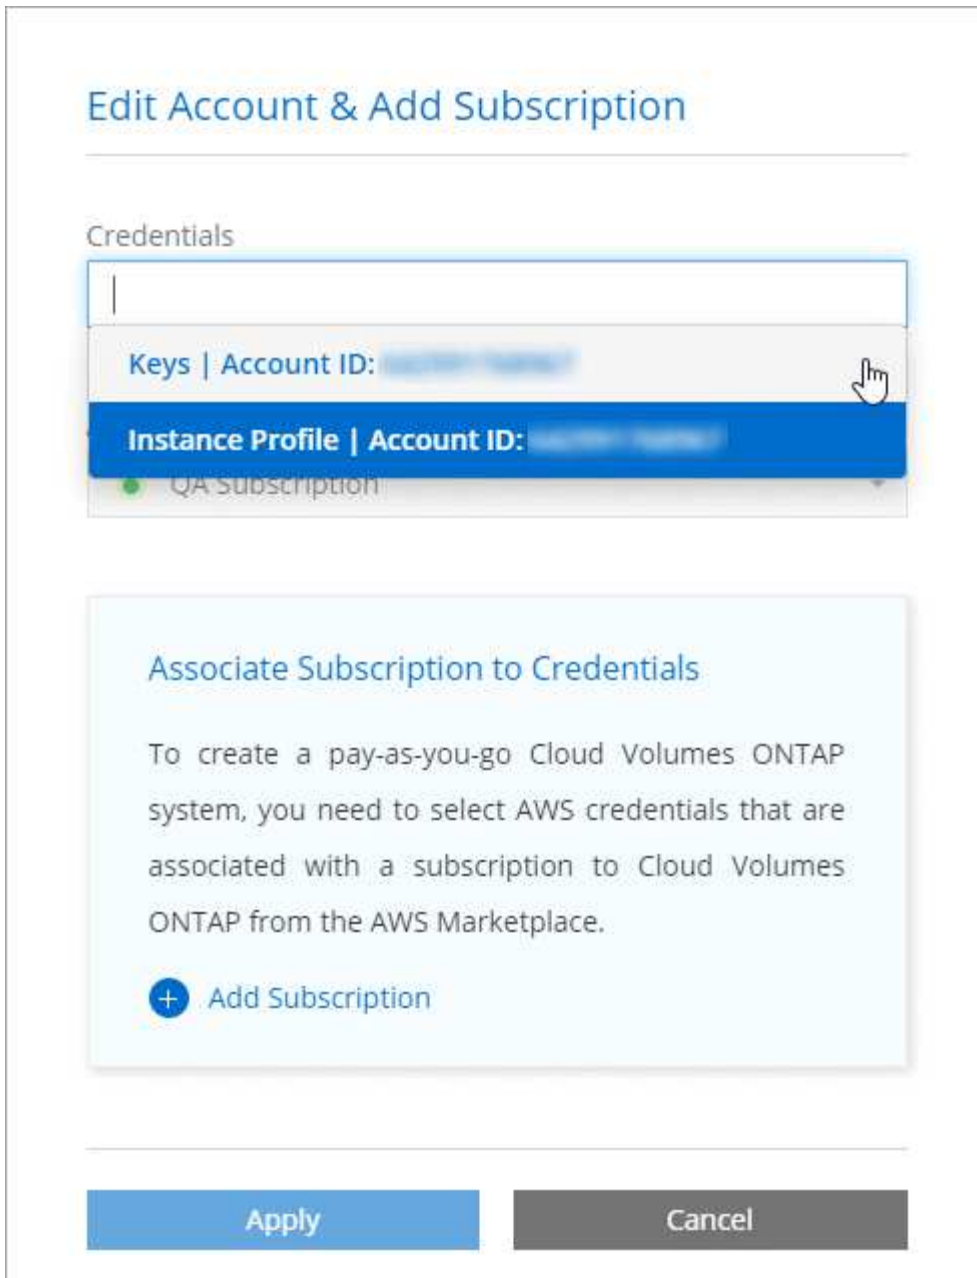 Edit Account & Add Subscription
Credentials
Keys | Account ID:
Instance Profile | Account ID:
QA Subscription
Associate Subscription to Credentials
To create a pay-as-you-go Cloud Volumes ONTAP
system, you need to select AWS credentials that are
associated with a subscription to Cloud Volumes
ONTAP from the AWS Marketplace.
Add Subscription
Apply
Cancel